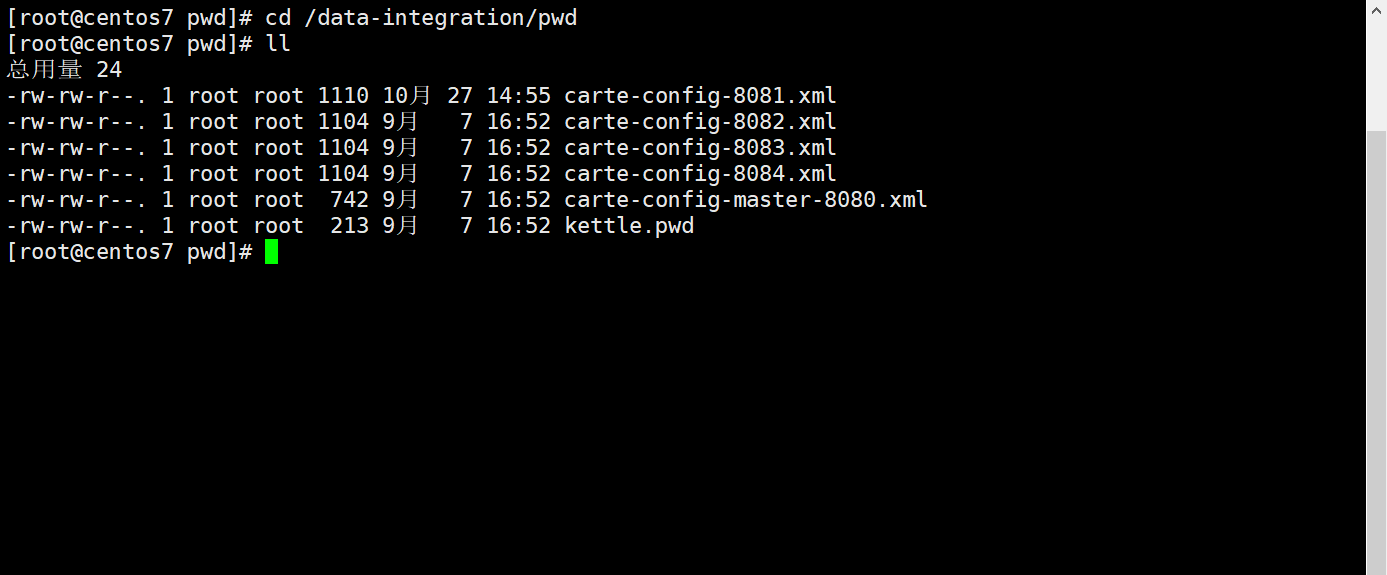 [root@centos7 pwd]# cd /data-integration/pwd
[root@centos7 pwd]# ll
总用量 24
-rw-rw-r--. 1 root root 1110 10月 27 14:55 carte-config-8081.xml
-rw-rw-r--. 1 root root 1104 9月   7 16:52 carte-config-8082.xml
-rw-rw-r--. 1 root root 1104 9月   7 16:52 carte-config-8083.xml
-rw-rw-r--. 1 root root 1104 9月   7 16:52 carte-config-8084.xml
-rw-rw-r--. 1 root root  742 9月   7 16:52 carte-config-master-8080.xml
-rw-rw-r--. 1 root root  213 9月   7 16:52 kettle.pwd
[root@centos7 pwd]#